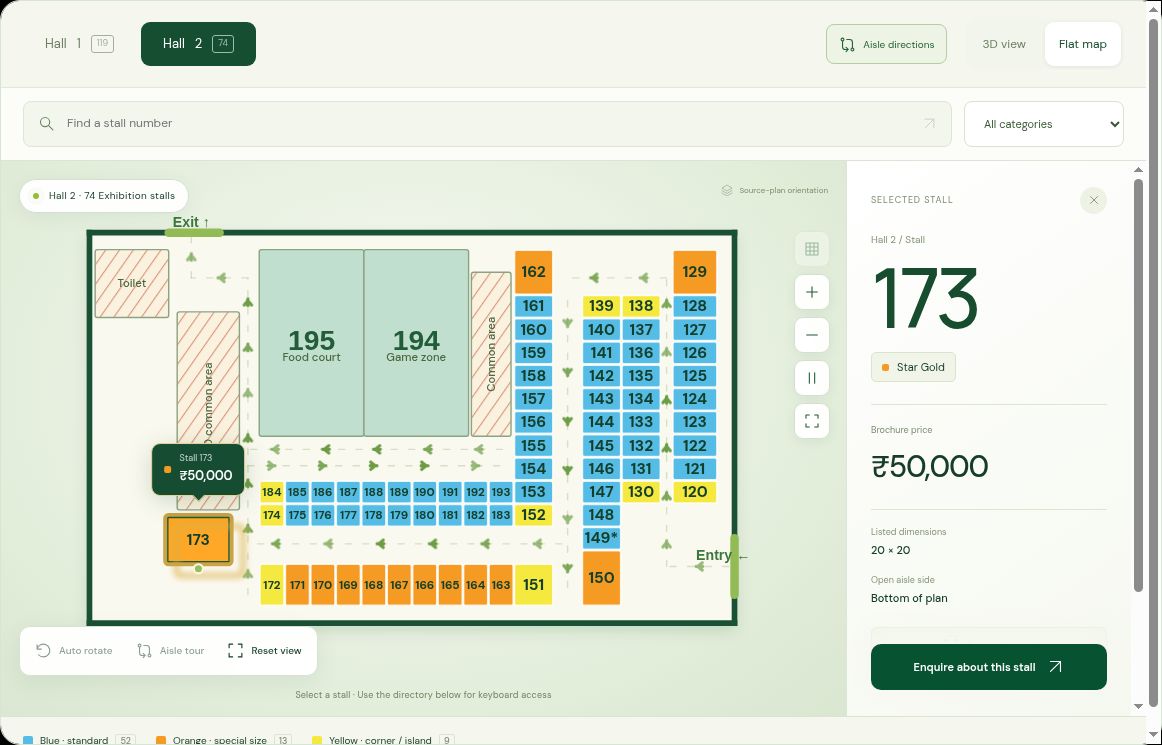 Hall 1 119
Hall 2 74
Aisle directions
3D view
Flat map
Find a stall number
All categories
Hall 2 · 74 Exhibition stalls
Source-plan orientation
Exit ↑
Toilet
common area
195
Food court
194
Game zone
Common area
162
161
160
159
158
157
156
155
154
153
152
151
139 138
140 137
141 136
142 135
143 134
144 133
145 132
146 131
147 130
148
149*
150
129
128
127
126
125
124
123
122
121
120
184 185 186 187 188 189 190 191 192 193
174 175 176 177 178 179 180 181 182 183
172 171 170 169 168 167 166 165 164 163
Stall 173
₹50,000
173
Entry ←
Auto rotate
Aisle tour
Reset view
Select a stall · Use the directory below for keyboard access
SELECTED STALL
Hall 2 / Stall
173
Star Gold
Brochure price
₹50,000
Listed dimensions
20 × 20
Open aisle side
Bottom of plan
Enquire about this stall
Blue · standard 52
Orange · special size 13
Yellow · corner / island 9